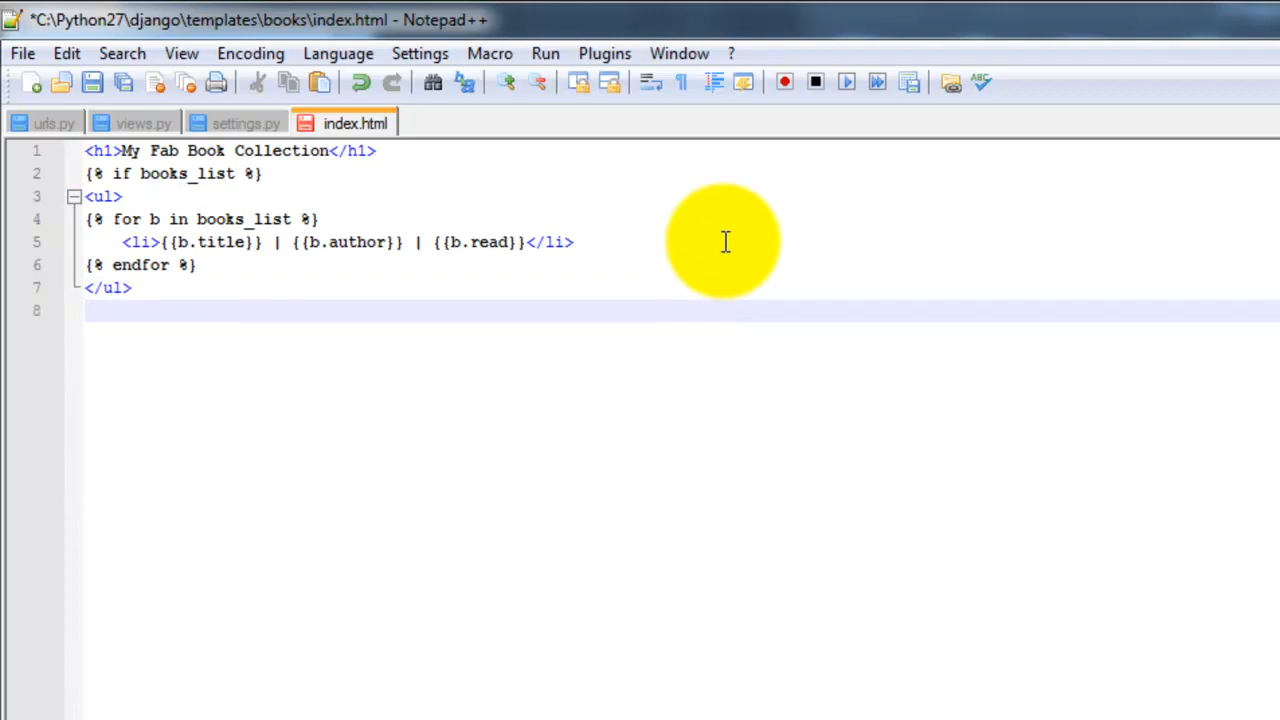 *C:\Python27\django\templates\books\index.html - Notepad++
File Edit Search View Encoding Language Settings Macro Run Plugins Window ?
urls.py views.py settings.py index.html
1 <h1>My Fab Book Collection</h1>
2 {% if books_list %}
3 <ul>
4 {% for b in books_list %}
5 <li>{{b.title}} | {{b.author}} | {{b.read}}</li>
6 {% endfor %}
7 </ul>
8